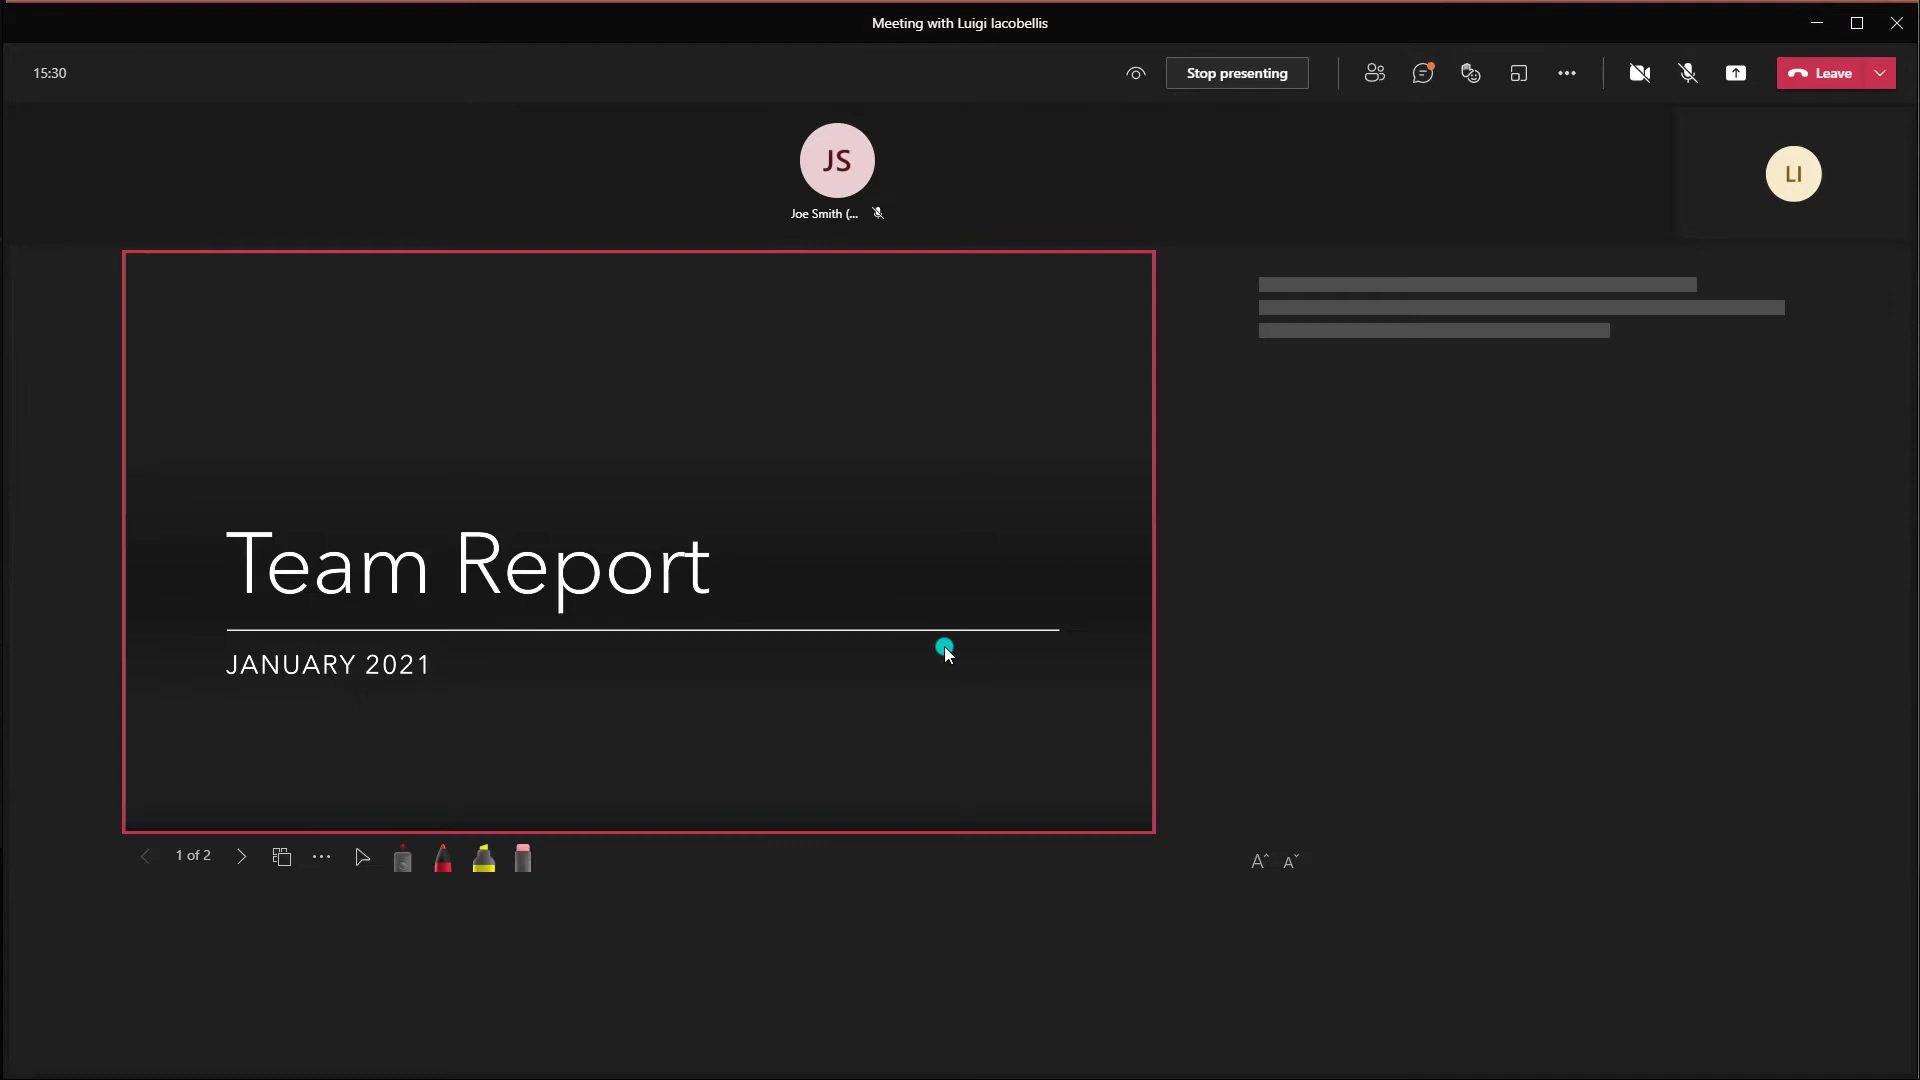 Meeting with Luigi Iacobellis
15:30
Stop presenting
Leave
JS
Joe Smith (...
LI
Team Report
JANUARY 2021
1 of 2
A A